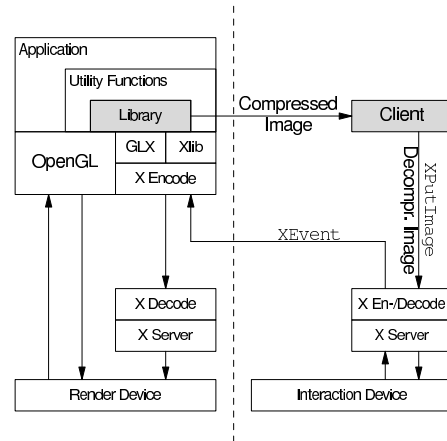 Application
Utility Functions
Library
OpenGL
GLX
Xlib
X Encode
Compressed
Image
Client
XPutImage
Decompr. Image
XEvent
X Decode
X Server
X En-/Decode
X Server
Render Device
Interaction Device